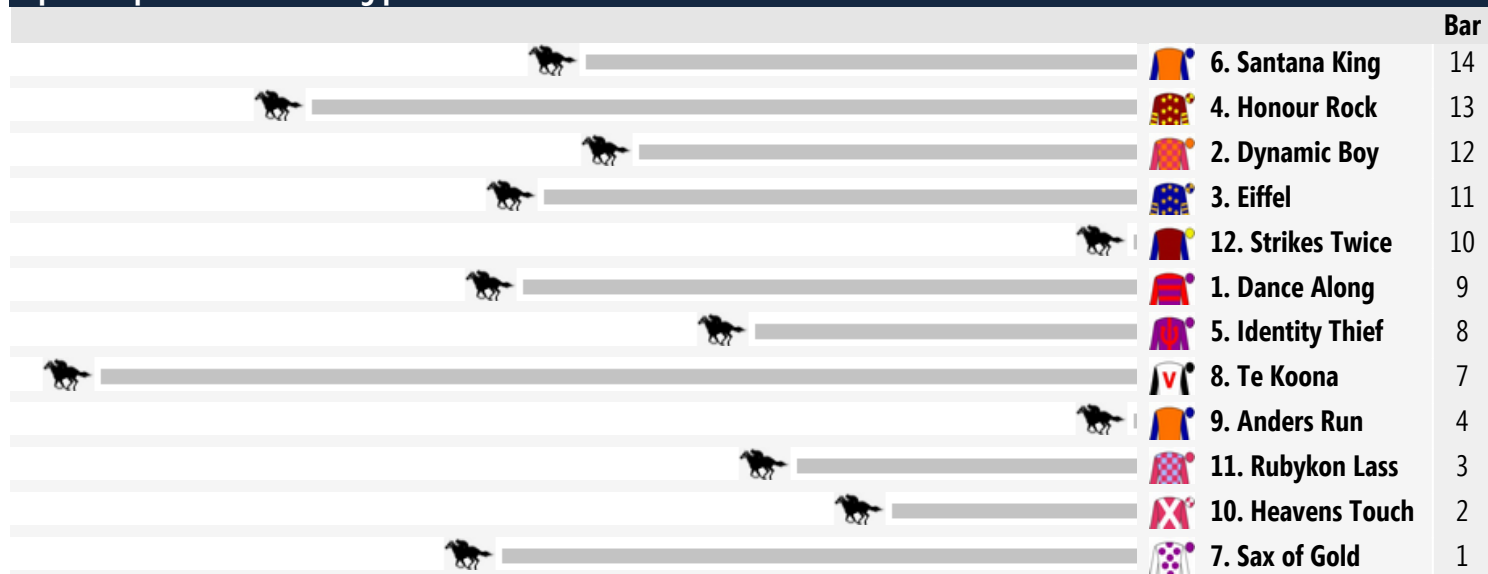 Bar
6. Santana King 14
4. Honour Rock 13
2. Dynamic Boy 12
3. Eiffel 11
12. Strikes Twice 10
1. Dance Along 9
5. Identity Thief 8
V 8. Te Koona 7
9. Anders Run 4
11. Rubykon Lass 3
10. Heavens Touch 2
7. Sax of Gold 1